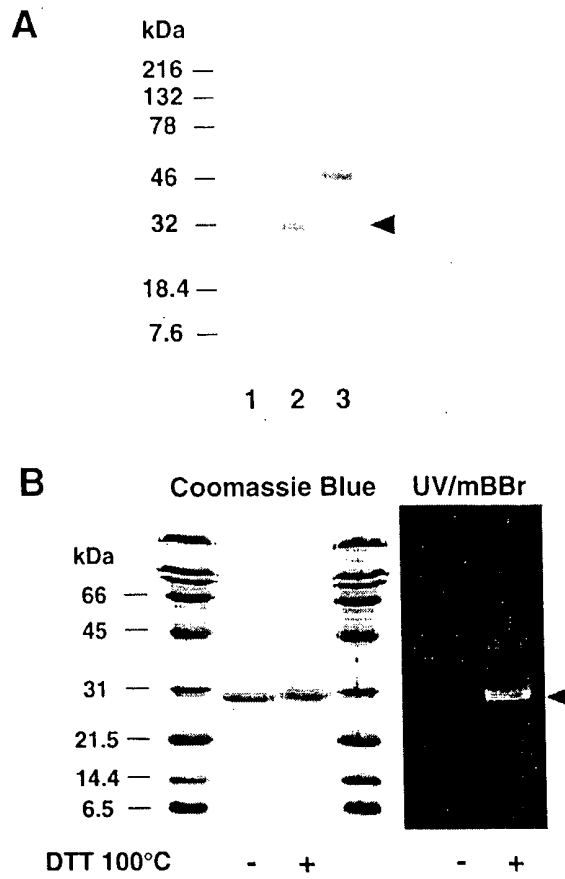 A
kDa
216
132
78
46
32
18.4
7.6
1 2 3
B
Coomassie Blue UV/mBBr
kDa
66
45
31
21.5
14.4
6.5
DTT 100°C - + - +